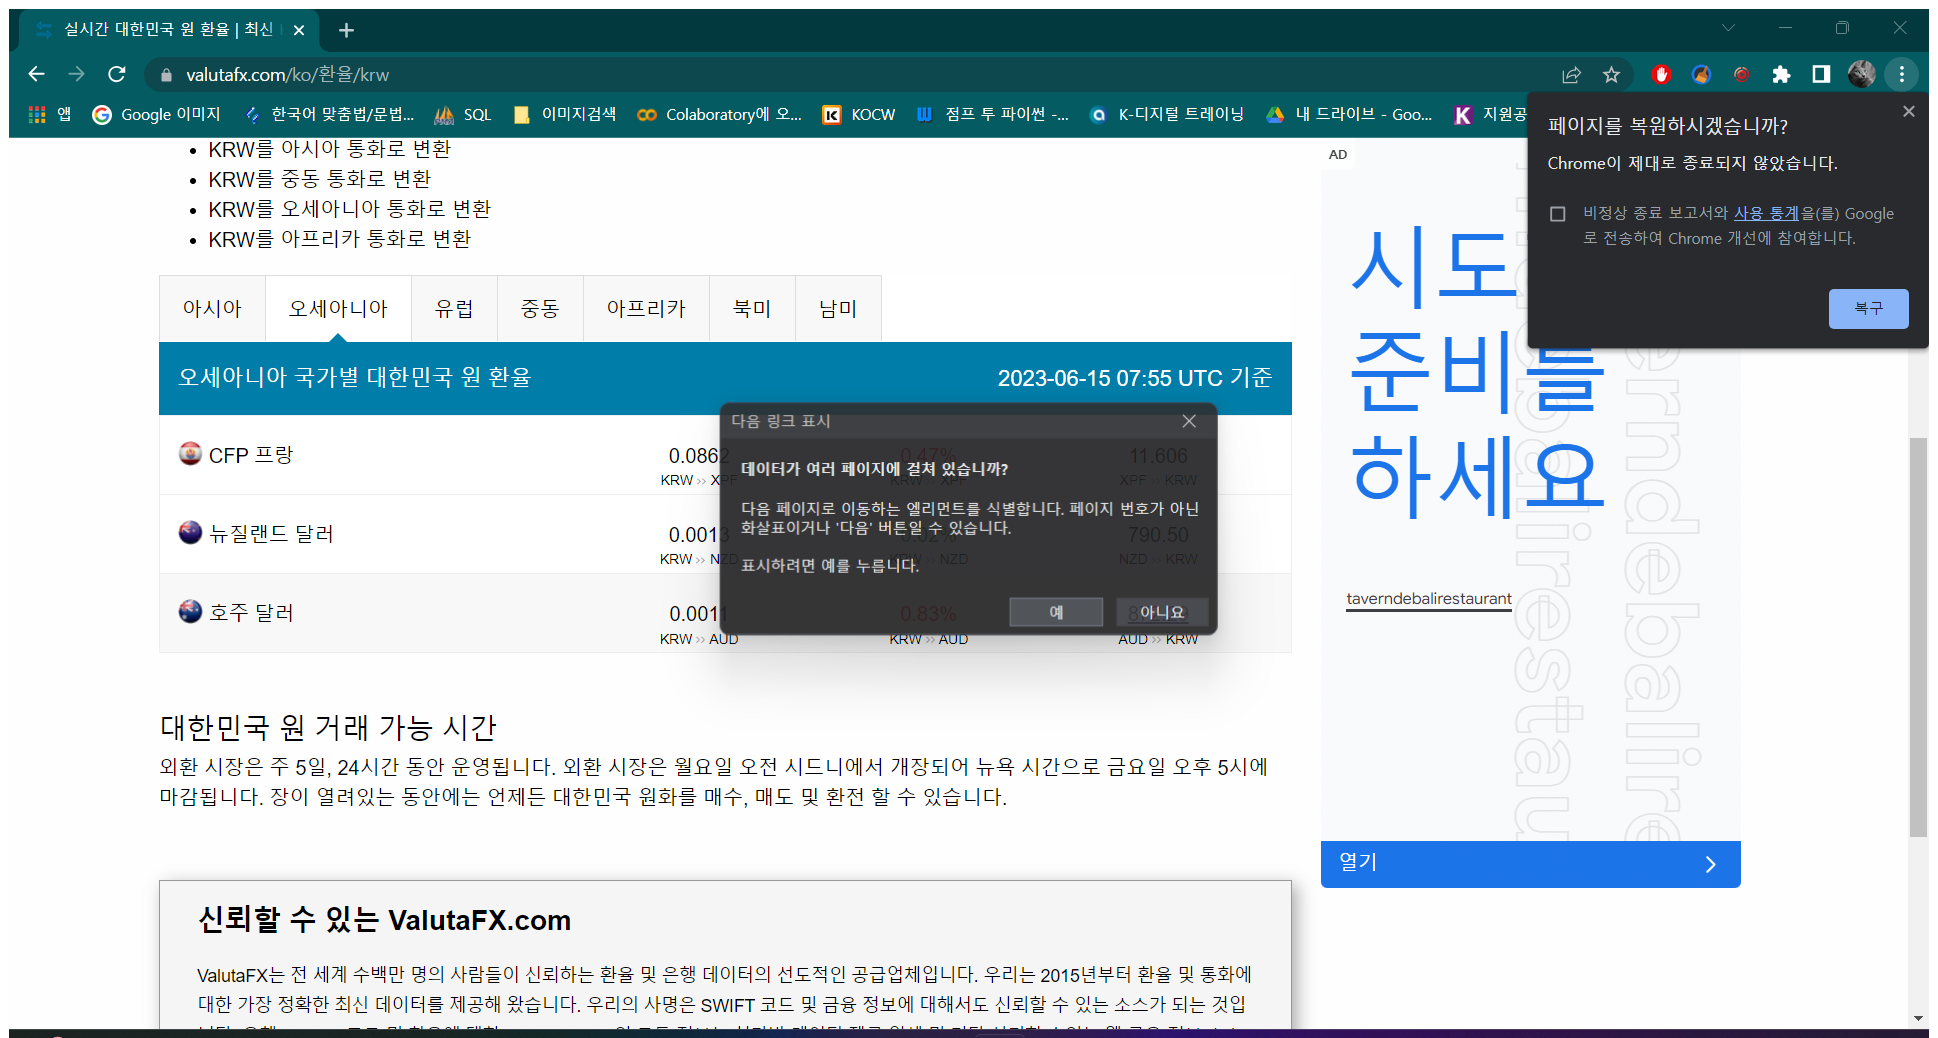 실시간 대한민국 원 환율 | 최신
valutafx.com/ko/환율/krw
앱
Google 이미지
한국어 맞춤법/문법...
SQL
이미지검색
Colaboratory에 오...
KOCW
점프 투 파이썬 -...
K-디지털 트레이닝
내 드라이브 - Goo...
지원공
페이지를 복원하시겠습니까?
Chrome이 제대로 종료되지 않았습니다.
비정상 종료 보고서와 사용 통계을(를) Google
로 전송하여 Chrome 개선에 참여합니다.
복구
KRW를 아시아 통화로 변환
KRW를 중동 통화로 변환
KRW를 오세아니아 통화로 변환
KRW를 아프리카 통화로 변환
아시아
오세아니아
유럽
중동
아프리카
북미
남미
오세아니아 국가별 대한민국 원 환율
2023-06-15 07:55 UTC 기준
CFP 프랑
0.0862
0.47%
11.606
KRW ›› XPF
KRW ›› XPF
XPF ›› KRW
뉴질랜드 달러
0.0013
790.50
KRW ›› NZD
KRW ›› NZD
NZD ›› KRW
호주 달러
0.0011
0.83%
KRW ›› AUD
KRW ›› AUD
AUD ›› KRW
다음 링크 표시
데이터가 여러 페이지에 걸쳐 있습니까?
다음 페이지로 이동하는 엘리먼트를 식별합니다. 페이지 번호가 아닌
화살표이거나 '다음' 버튼일 수 있습니다.
표시하려면 예를 누릅니다.
예
아니요
대한민국 원 거래 가능 시간
외환 시장은 주 5일, 24시간 동안 운영됩니다. 외환 시장은 월요일 오전 시드니에서 개장되어 뉴욕 시간으로 금요일 오후 5시에
마감됩니다. 장이 열려있는 동안에는 언제든 대한민국 원화를 매수, 매도 및 환전 할 수 있습니다.
신뢰할 수 있는 ValutaFX.com
ValutaFX는 전 세계 수백만 명의 사람들이 신뢰하는 환율 및 은행 데이터의 선도적인 공급업체입니다. 우리는 2015년부터 환율 및 통화에
대한 가장 정확한 최신 데이터를 제공해 왔습니다. 우리의 사명은 SWIFT 코드 및 금융 정보에 대해서도 신뢰할 수 있는 소스가 되는 것입
AD
시도
준비를
하세요
taverndebalirestaurant
열기